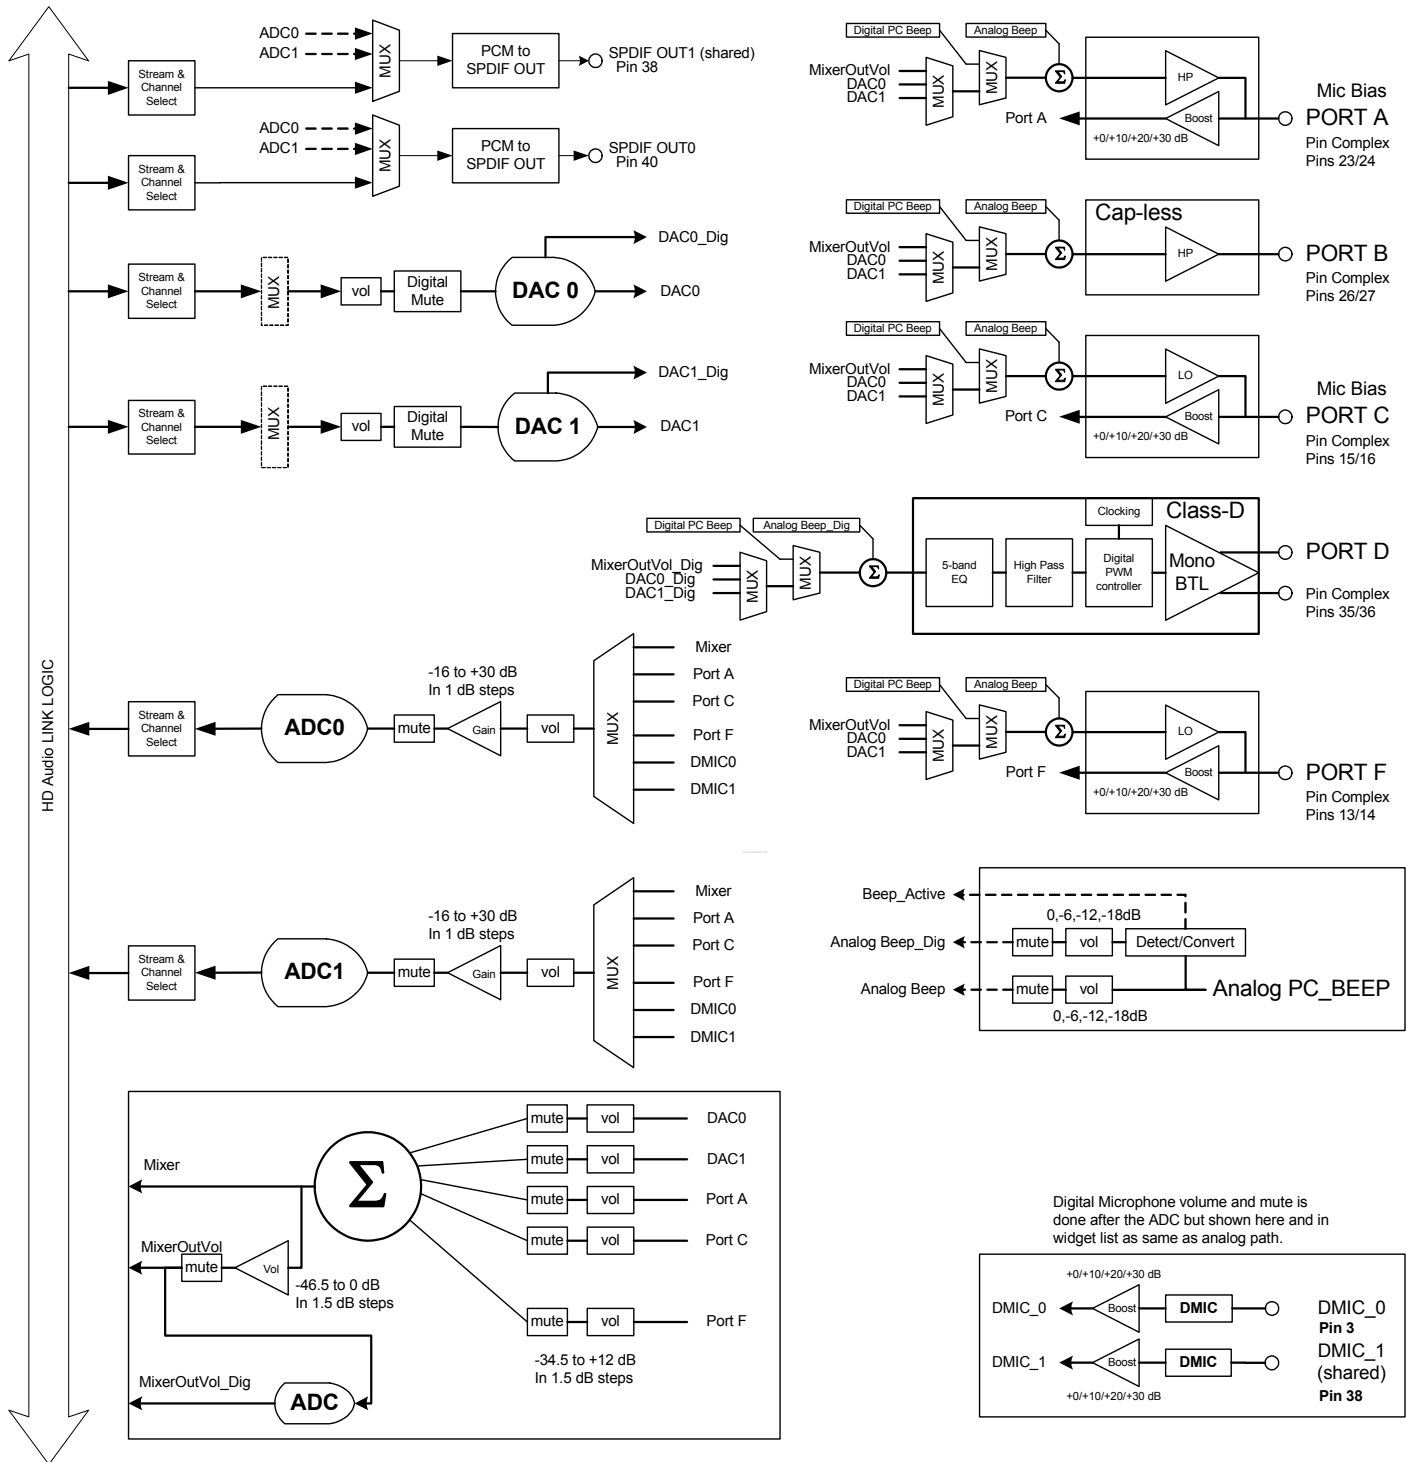 HD Audio LINK LOGIC
ADC0
ADC1
MUX
Stream &
Channel
Select
PCM to
SPDIF OUT
SPDIF OUT1 (shared)
Pin 38
ADC0
ADC1
MUX
Stream &
Channel
Select
PCM to
SPDIF OUT
SPDIF OUT0
Pin 40
Stream &
Channel
Select
MUX
vol
Digital
Mute
DAC 0
DAC0_Dig
DAC0
Stream &
Channel
Select
MUX
vol
Digital
Mute
DAC 1
DAC1_Dig
DAC1
Digital PC Beep
Analog Beep
MixerOutVol
DAC0
DAC1
MUX
MUX
Σ
HP
Boost
+0/+10/+20/+30 dB
Port A
Mic Bias
PORT A
Pin Complex
Pins 23/24
Digital PC Beep
Analog Beep
MixerOutVol
DAC0
DAC1
MUX
MUX
Σ
Cap-less
HP
PORT B
Pin Complex
Pins 26/27
Digital PC Beep
Analog Beep
MixerOutVol
DAC0
DAC1
MUX
MUX
Σ
LO
Boost
+0/+10/+20/+30 dB
Port C
Mic Bias
PORT C
Pin Complex
Pins 15/16
Digital PC Beep
Analog Beep_Dig
MixerOutVol_Dig
DAC0_Dig
DAC1_Dig
MUX
MUX
Σ
5-band
EQ
High Pass
Filter
Clocking
Digital
PWM
controller
Class-D
Mono
BTL
PORT D
Pin Complex
Pins 35/36
Stream &
Channel
Select
ADC0
mute
-16 to +30 dB
In 1 dB steps
Gain
vol
MUX
Mixer
Port A
Port C
Port F
DMIC0
DMIC1
Digital PC Beep
Analog Beep
MixerOutVol
DAC0
DAC1
MUX
MUX
Σ
LO
Boost
+0/+10/+20/+30 dB
Port F
PORT F
Pin Complex
Pins 13/14
Stream &
Channel
Select
ADC1
mute
-16 to +30 dB
In 1 dB steps
Gain
vol
MUX
Mixer
Port A
Port C
Port F
DMIC0
DMIC1
Beep_Active
0,-6,-12,-18dB
Analog Beep_Dig
mute
vol
Detect/Convert
Analog Beep
mute
vol
Analog PC_BEEP
0,-6,-12,-18dB
Mixer
Σ
mute
vol
DAC0
mute
vol
DAC1
mute
vol
Port A
mute
vol
Port C
mute
vol
Port F
-34.5 to +12 dB
In 1.5 dB steps
MixerOutVol
mute
Vol
-46.5 to 0 dB
In 1.5 dB steps
MixerOutVol_Dig
ADC
Digital Microphone volume and mute is
done after the ADC but shown here and in
widget list as same as analog path.
+0/+10/+20/+30 dB
DMIC_0
Boost
DMIC
DMIC_0
Pin 3
DMIC_1
Boost
DMIC
DMIC_1
(shared)
Pin 38
+0/+10/+20/+30 dB